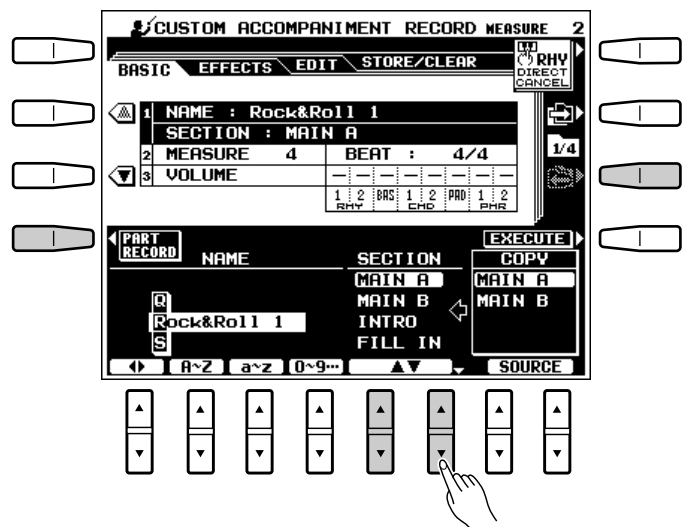 CUSTOM ACCOMPANIMENT RECORD MEASURE 2
BASIC EFFECTS EDIT STORE/CLEAR
RHY
DIRECT
CANCEL
1 NAME : Rock&Roll 1
SECTION : MAIN A
2 MEASURE 4 BEAT : 4/4
1/4
3 VOLUME
1 2 BAS 1 2 PAD 1 2
RHY CHD PHR
PART
RECORD
EXECUTE
NAME SECTION COPY
MAIN A MAIN A
Q MAIN B MAIN B
Rock&Roll 1 INTRO
S FILL IN
A~Z a~z 0~9··· ▲▼ SOURCE